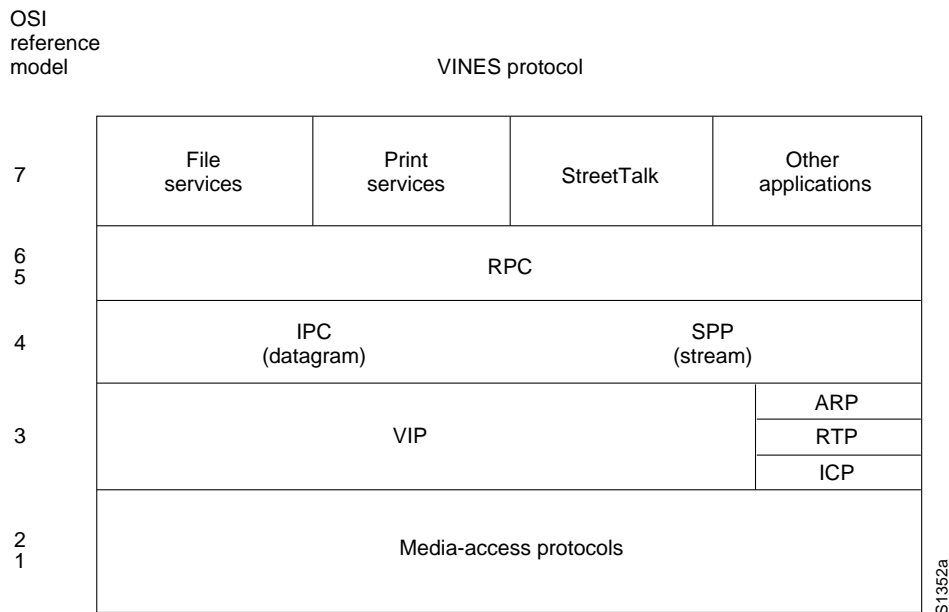 OSI
reference
model
VINES protocol
7
File
services
Print
services
StreetTalk
Other
applications
6
5
RPC
4
IPC
(datagram)
SPP
(stream)
3
VIP
ARP
RTP
ICP
2
1
Media-access protocols
S1352a